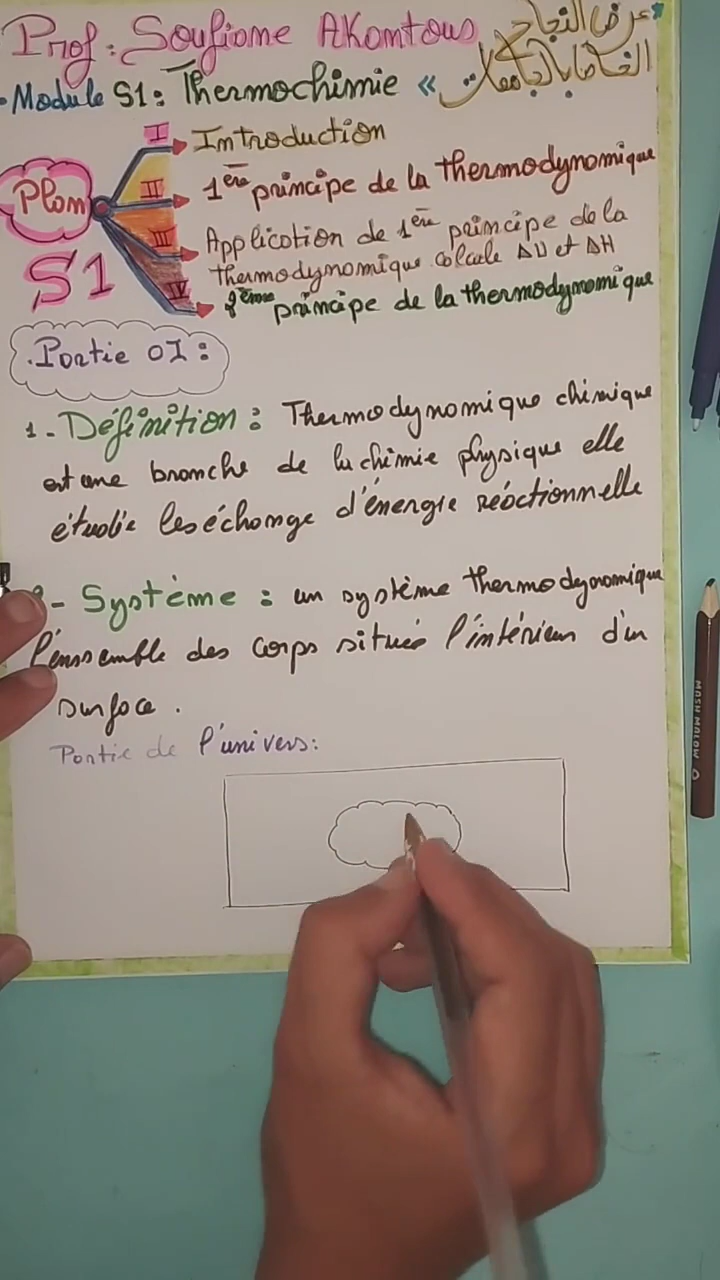 Prof: Soufiane AKantous
عرض النجاح
- Module S1: Thermochimie «
I Introduction
II 1ère principe de la thermodynamique
Plan
III Application de 1ère principe de la
thermodynamique calcule ΔU et ΔH
S1
IV 2ème principe de la thermodynamique
.Partie 01:
1- Définition : Thermodynamique chimique
est une branche de la chimie physique elle
étudie les échange d'énergie réactionnelle
- Système : un système thermodynamique
l'ensemble des corps situés l'intérieur d'un
surface .
Partie de l'univers: